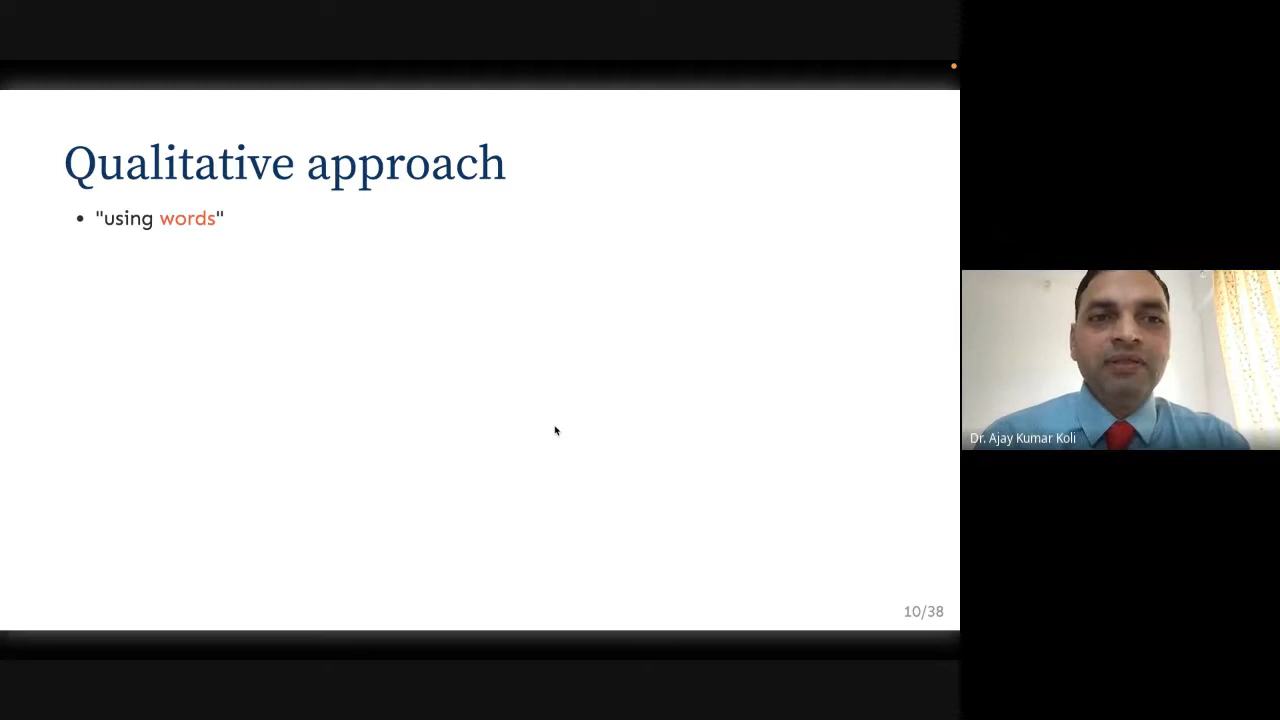 Qualitative approach
• "using words"
10/38
Dr. Ajay Kumar Koli